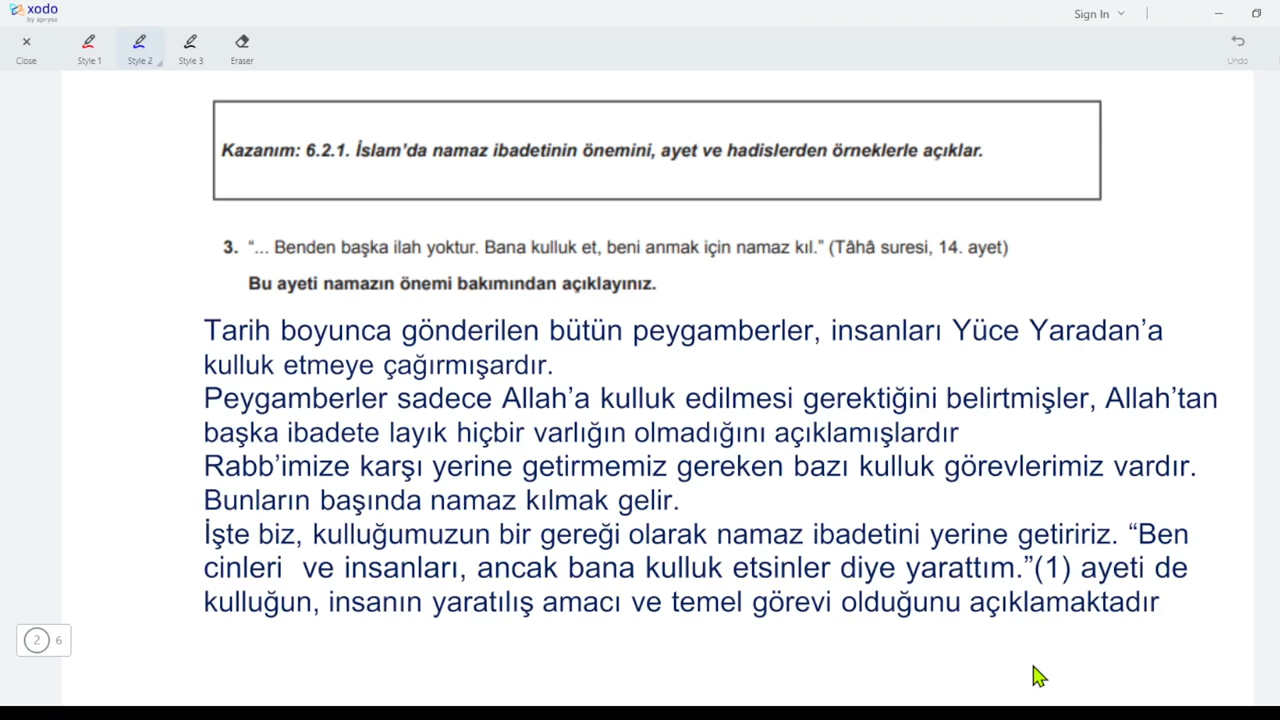 xodo
by apryse
Sign In
Close
Style 1
Style 2
Style 3
Eraser
Undo
Kazanım: 6.2.1. İslam’da namaz ibadetinin önemini, ayet ve hadislerden örneklerle açıklar.
3. “... Benden başka ilah yoktur. Bana kulluk et, beni anmak için namaz kıl.” (Tâhâ suresi, 14. ayet)
Bu ayeti namazın önemi bakımından açıklayınız.
Tarih boyunca gönderilen bütün peygamberler, insanları Yüce Yaradan’a
kulluk etmeye çağırmışardır.
Peygamberler sadece Allah’a kulluk edilmesi gerektiğini belirtmişler, Allah’tan
başka ibadete layık hiçbir varlığın olmadığını açıklamışlardır
Rabb’imize karşı yerine getirmemiz gereken bazı kulluk görevlerimiz vardır.
Bunların başında namaz kılmak gelir.
İşte biz, kulluğumuzun bir gereği olarak namaz ibadetini yerine getiririz. “Ben
cinleri  ve insanları, ancak bana kulluk etsinler diye yarattım.”(1) ayeti de
kulluğun, insanın yaratılış amacı ve temel görevi olduğunu açıklamaktadır
2 6